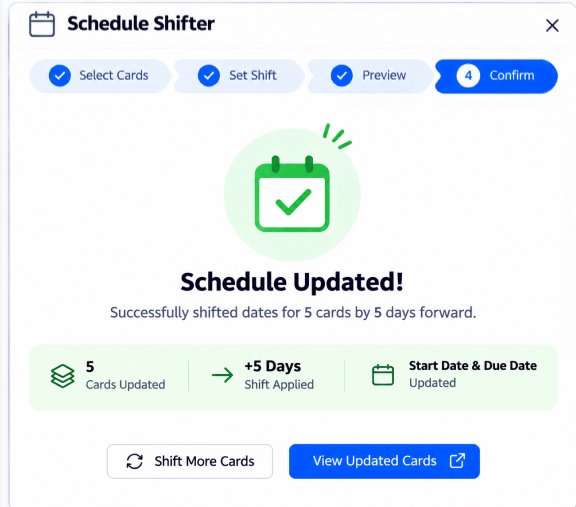 Schedule Shifter
Select Cards
Set Shift
Preview
4 Confirm
Schedule Updated!
Successfully shifted dates for 5 cards by 5 days forward.
5
Cards Updated
+5 Days
Shift Applied
Start Date & Due Date
Updated
Shift More Cards
View Updated Cards